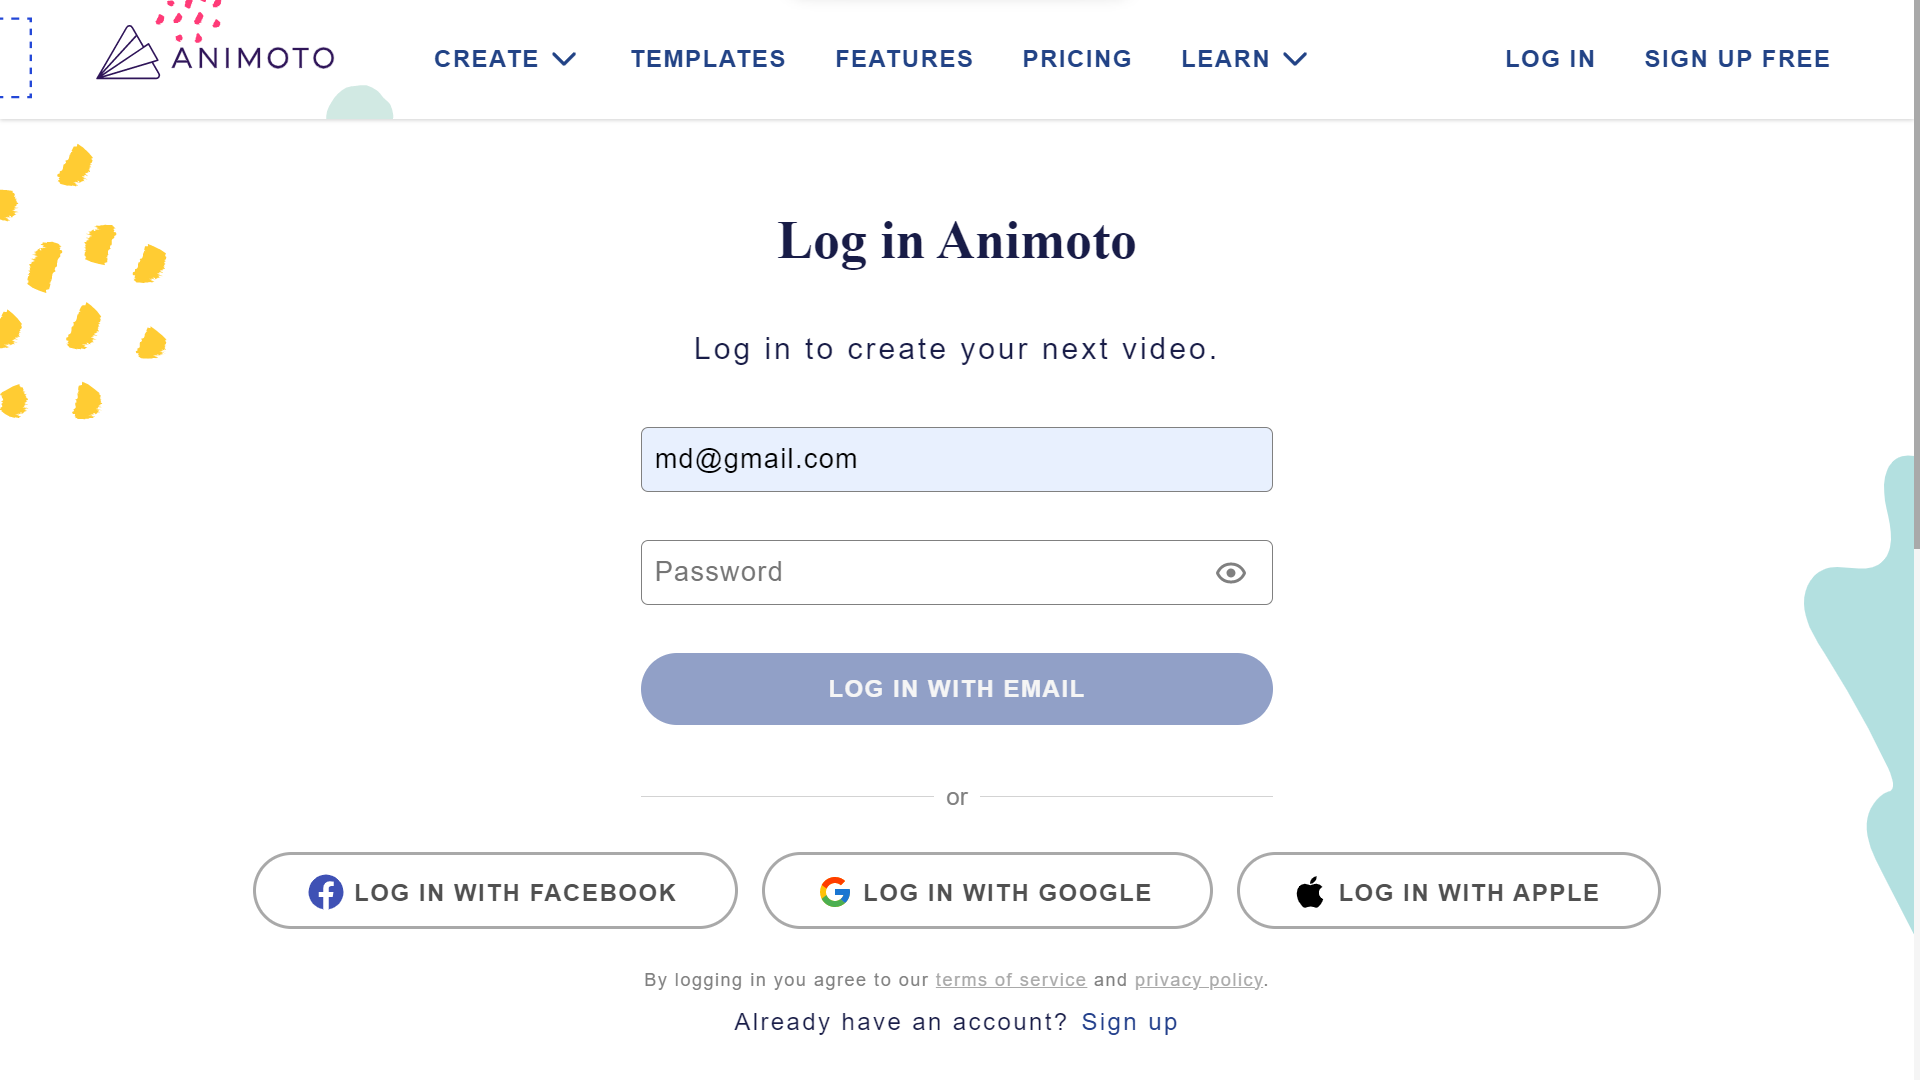 ANIMOTO CREATE TEMPLATES FEATURES PRICING LEARN LOG IN SIGN UP FREE
Log in Animoto
Log in to create your next video.
md@gmail.com
Password
LOG IN WITH EMAIL
or
LOG IN WITH FACEBOOK LOG IN WITH GOOGLE LOG IN WITH APPLE
By logging in you agree to our terms of service and privacy policy.
Already have an account? Sign up